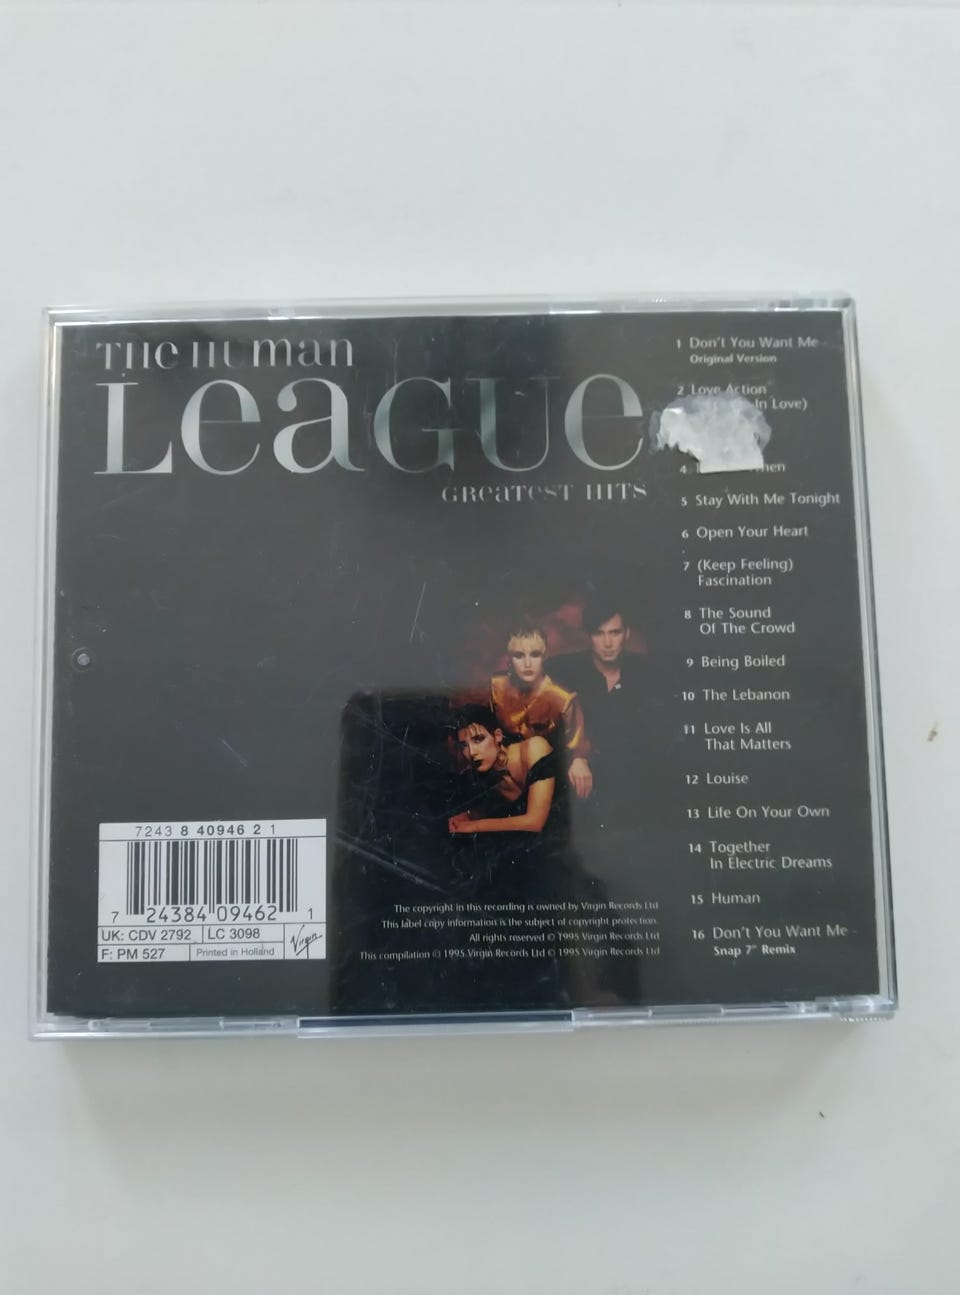 The Human
League
Greatest Hits
1 Don't You Want Me
Original Version
2 Love Action
In Love)
4
5 Stay With Me Tonight
6 Open Your Heart
7 (Keep Feeling)
Fascination
8 The Sound
Of The Crowd
9 Being Boiled
10 The Lebanon
11 Love Is All
That Matters
12 Louise
13 Life On Your Own
14 Together
In Electric Dreams
15 Human
16 Don't You Want Me
Snap 7" Remix
7243 8 40946 2 1
7 24384 09462 1
UK: CDV 2792 LC 3098
F: PM 527 Printed in Holland
Virgin
The copyright in this recording is owned by Virgin Records Ltd
This label copy information is the subject of copyright protection.
All rights reserved © 1995 Virgin Records Ltd
This compilation ℗ 1995 Virgin Records Ltd © 1995 Virgin Records Ltd